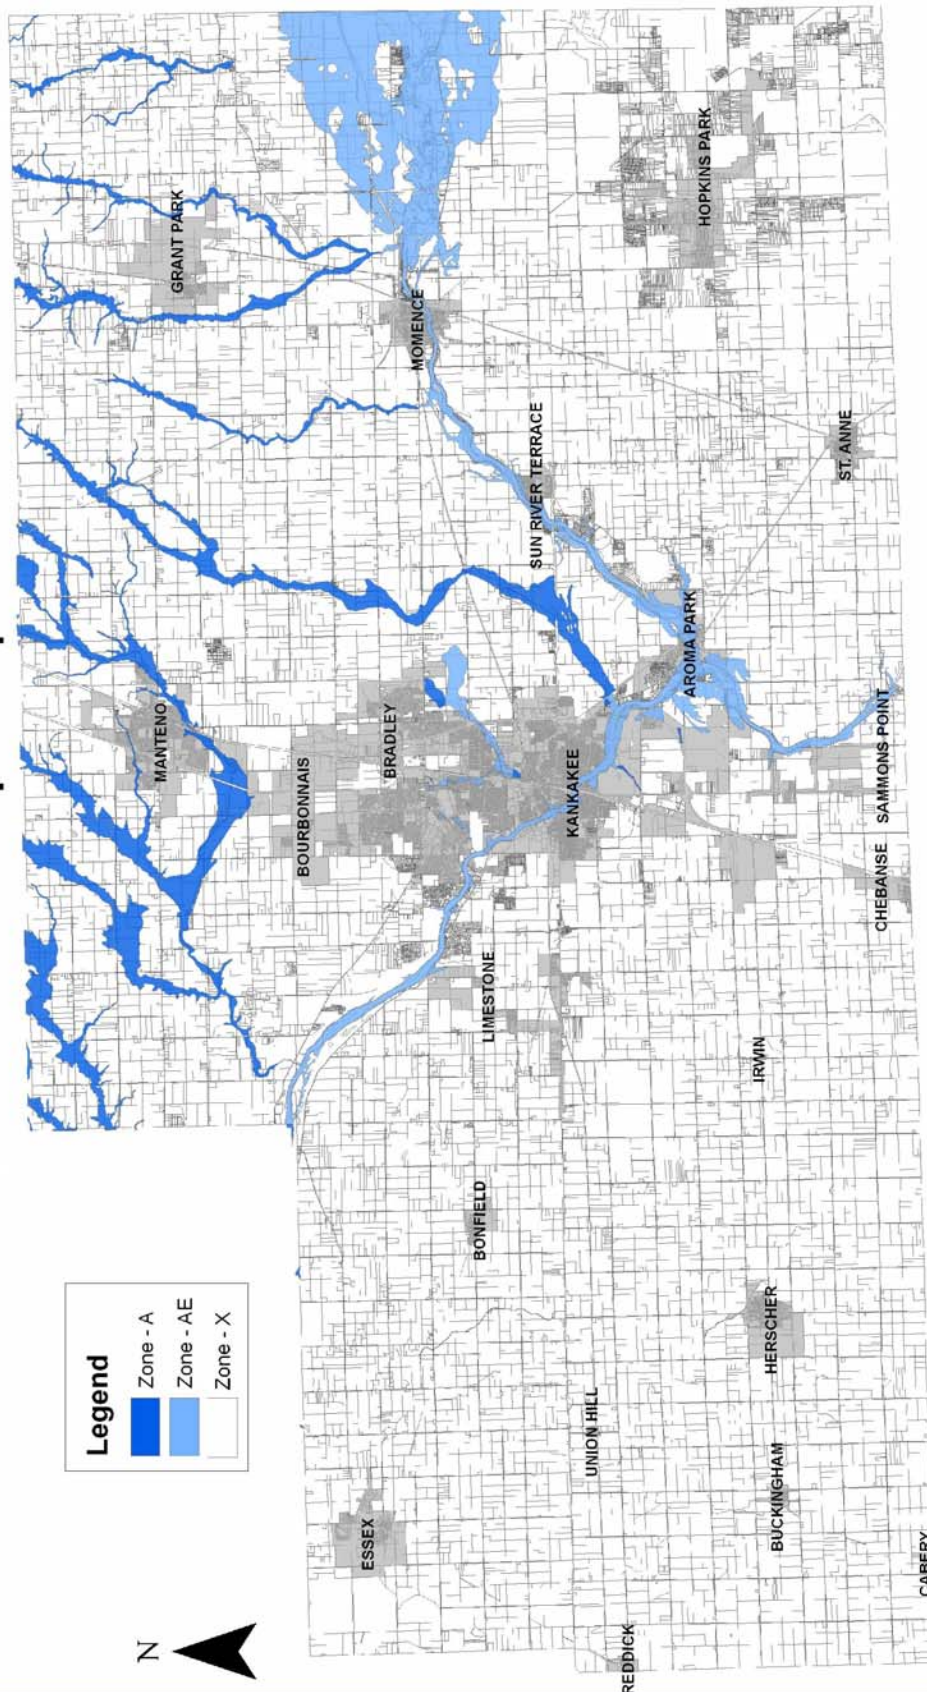 N
Legend
Zone - A
Zone - AE
Zone - X
GRANT PARK
MANTENO
BOURBONNAIS
BRADLEY
MOMENCE
ESSEX
BONFIELD
LIMESTONE
SUN RIVER TERRACE
KANKAKEE
HOPKINS PARK
AROMA PARK
UNION HILL
REDDICK
IRWIN
HERSCHER
BUCKINGHAM
ST. ANNE
CHEBANSE
SAMMONS POINT
CABERY